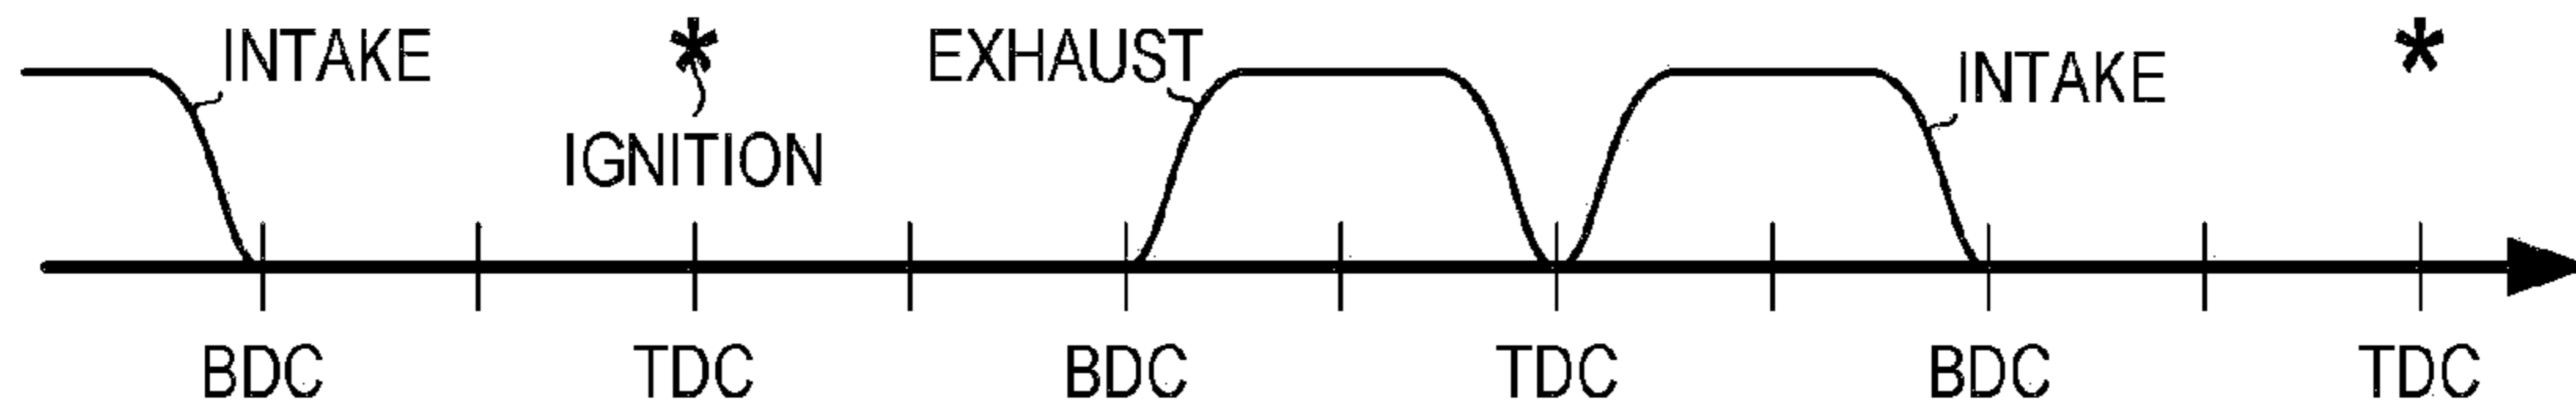 INTAKE
*
EXHAUST
INTAKE
*
IGNITION
BDC
TDC
BDC
TDC
BDC
TDC